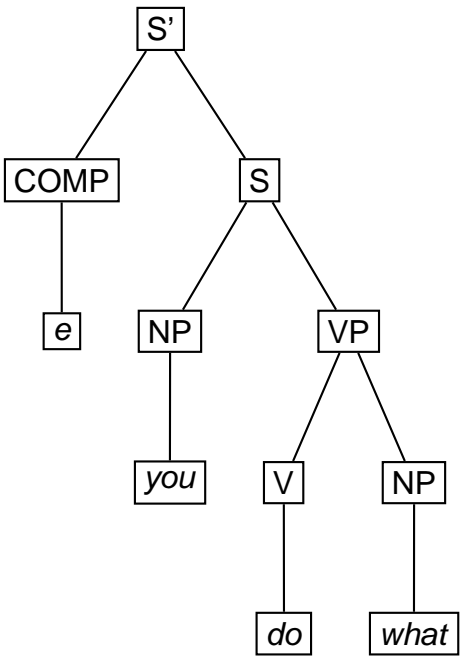 S’
COMP S
e NP VP
you V NP
do what